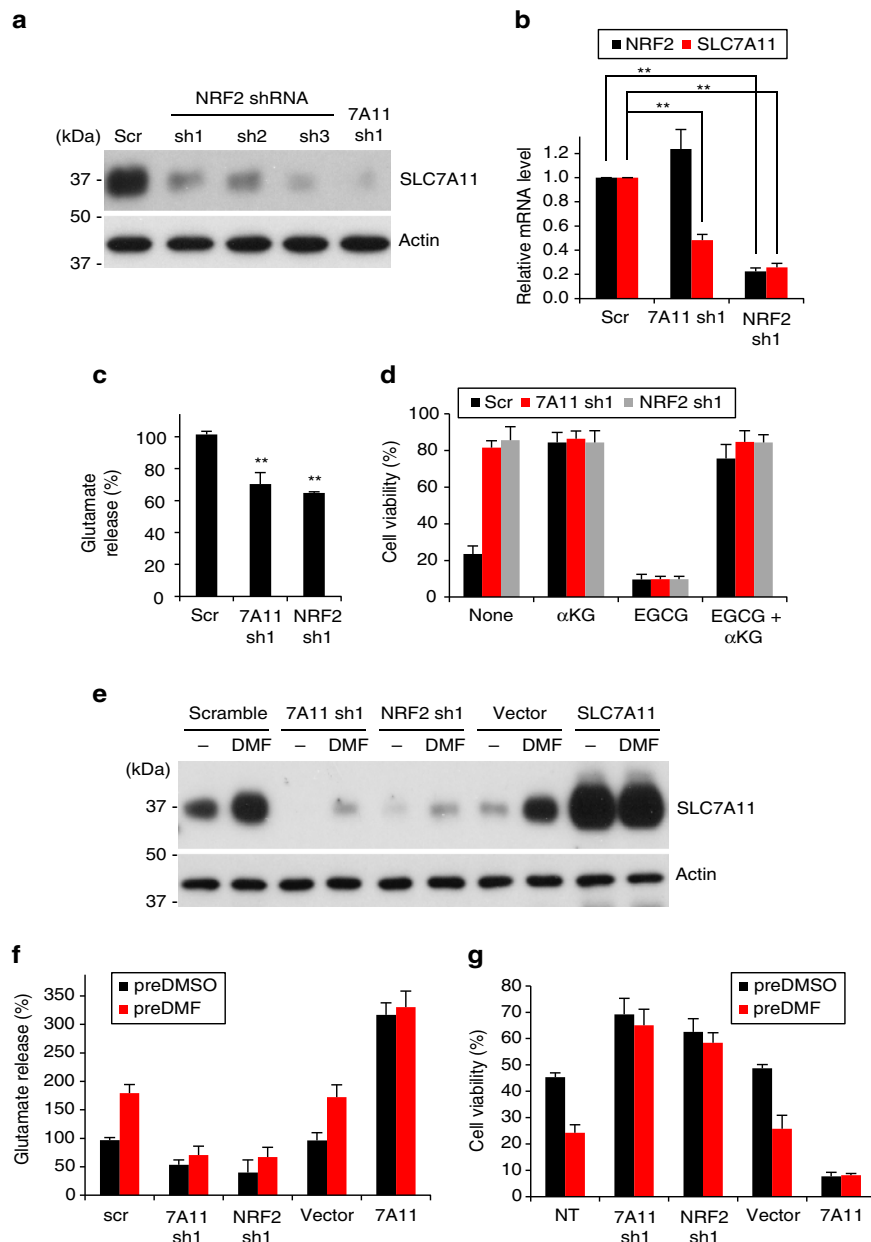 a
NRF2 shRNA
7A11
(kDa) Scr sh1 sh2 sh3 sh1
37 - SLC7A11
50 -
Actin
37 -
b
NRF2 SLC7A11
**
**
**
Relative mRNA level
1.2
1.0
0.8
0.6
0.4
0.2
0.0
Scr 7A11 sh1 NRF2
sh1
c
Glutamate
release (%)
100
80
60
40
20
0
** **
Scr 7A11 NRF2
sh1 sh1
d
Scr 7A11 sh1 NRF2 sh1
Cell viability (%)
100
80
60
40
20
0
None αKG EGCG EGCG +
αKG
e
Scramble 7A11 sh1 NRF2 sh1 Vector SLC7A11
– DMF – DMF – DMF – DMF – DMF
(kDa)
37 - SLC7A11
50 -
Actin
37 -
f
preDMSO
preDMF
Glutamate release (%)
350
300
250
200
150
100
50
0
scr 7A11 NRF2 Vector 7A11
sh1 sh1
g
preDMSO
preDMF
Cell viability (%)
80
70
60
50
40
30
20
10
0
NT 7A11 NRF2 Vector 7A11
sh1 sh1